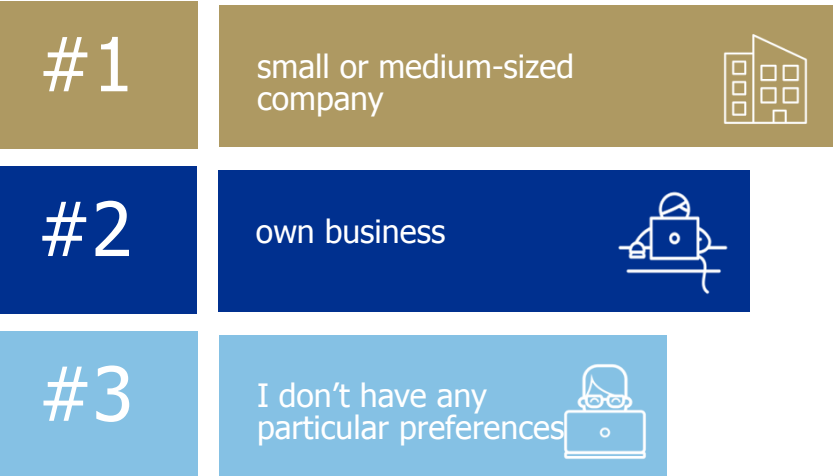 #1
small or medium-sized
company
#2
own business
#3
I don’t have any
particular preferences